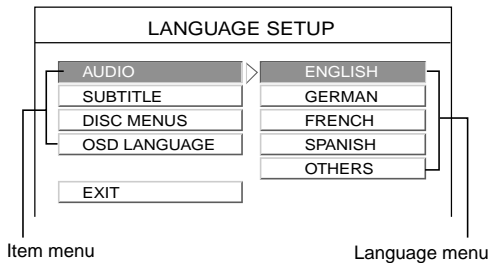 LANGUAGE SETUP
AUDIO
ENGLISH
SUBTITLE
GERMAN
DISC MENUS
FRENCH
OSD LANGUAGE
SPANISH
OTHERS
EXIT
Item menu
Language menu